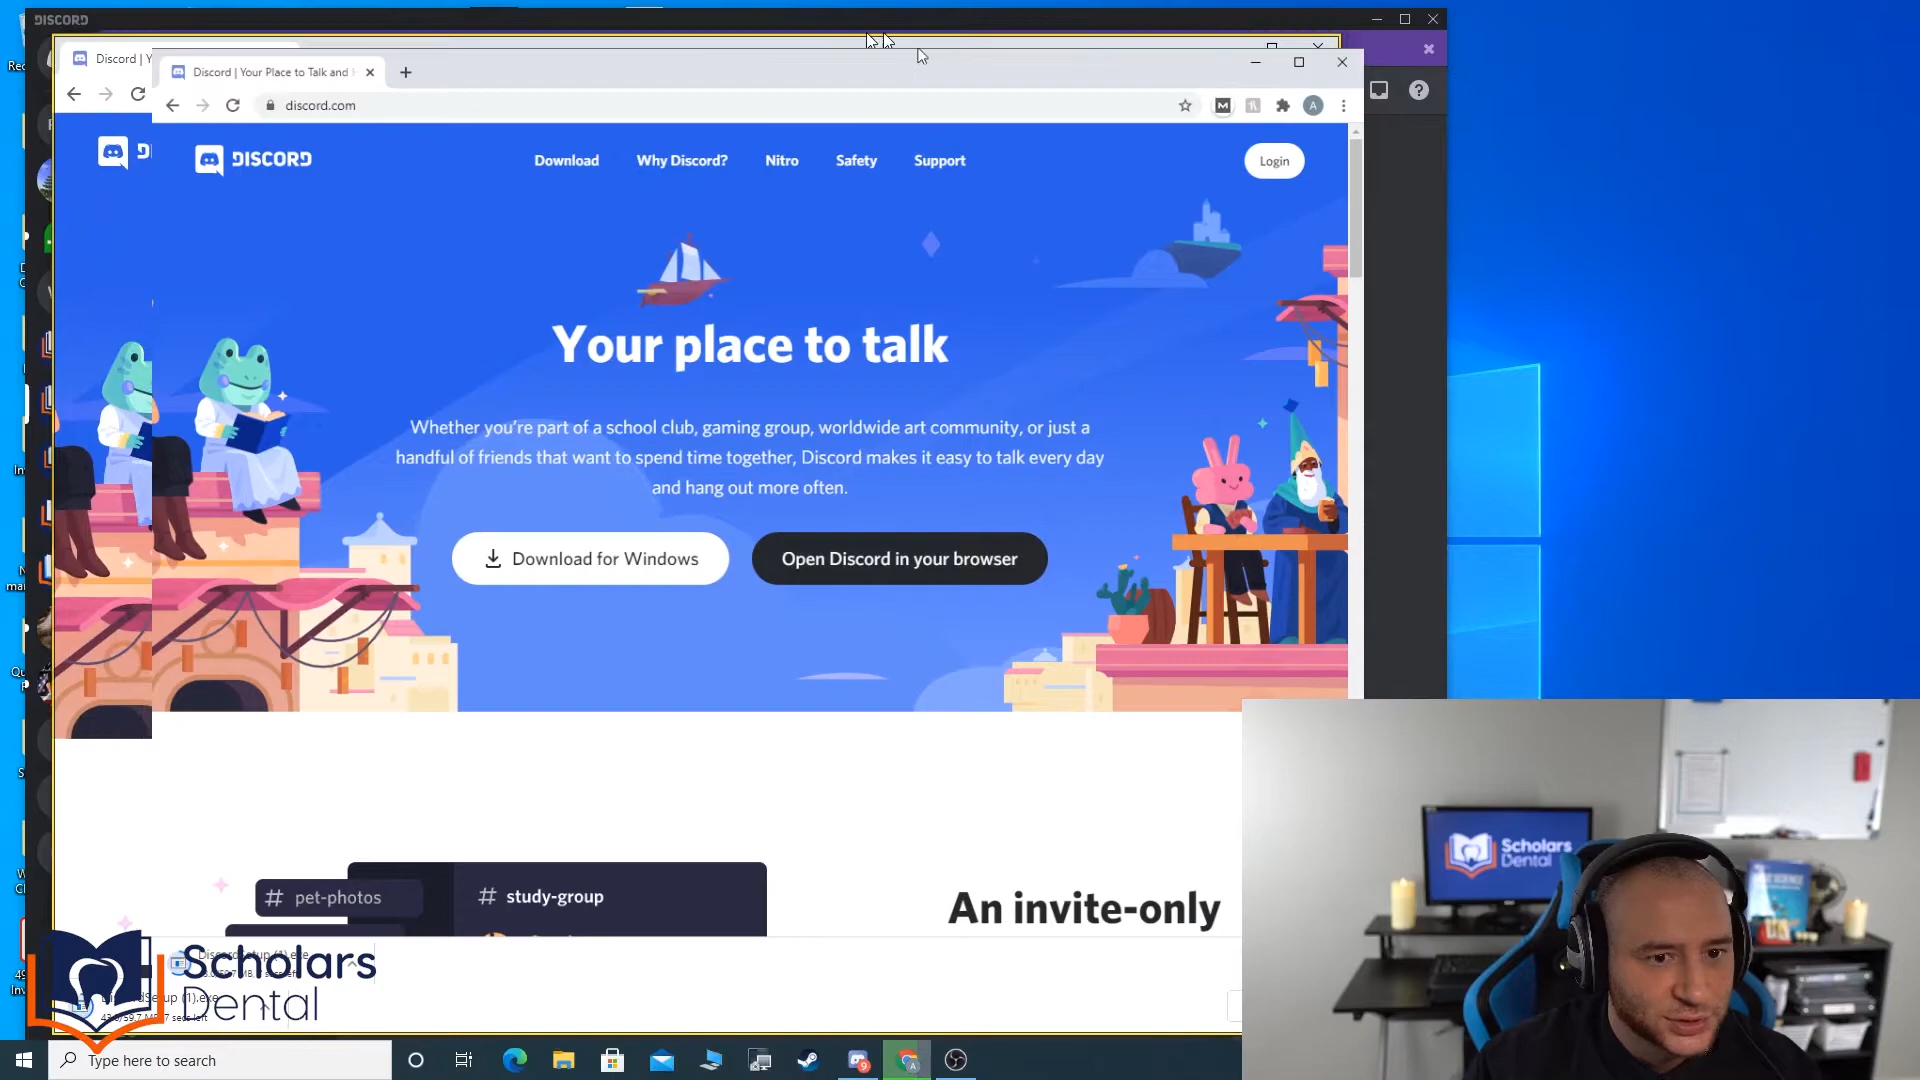 DISCORD
Discord | Y
Discord | Your Place to Talk and H
discord.com
DISCORD
Download
Why Discord?
Nitro
Safety
Support
Login
Your place to talk
Whether you're part of a school club, gaming group, worldwide art community, or just a
handful of friends that want to spend time together, Discord makes it easy to talk every day
and hang out more often.
Download for Windows
Open Discord in your browser
# pet-photos
# study-group
An invite-only
Scholars
Dental
Scholars
Dental
Type here to search